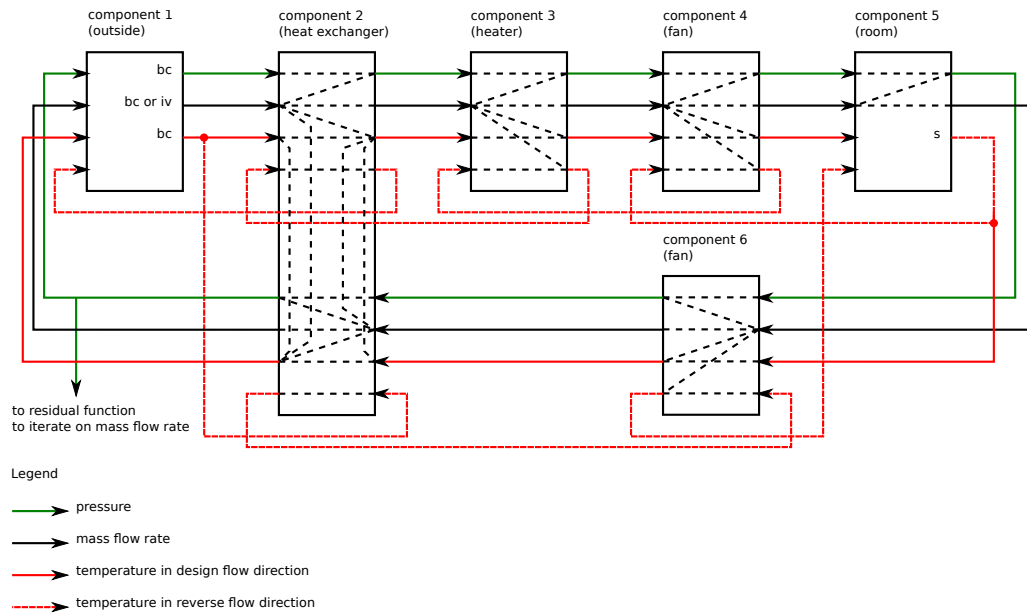 component 1
(outside)
component 2
(heat exchanger)
component 3
(heater)
component 4
(fan)
component 5
(room)
bc
bc or iv
bc
s
component 6
(fan)
to residual function
to iterate on mass flow rate
Legend
pressure
mass flow rate
temperature in design flow direction
temperature in reverse flow direction